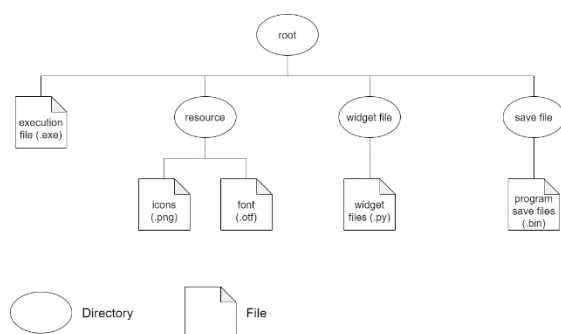 root
execution
file (.exe)
resource
widget file
save file
icons
(.png)
font
(.otf)
widget
files (.py)
program
save files
(.bin)
Directory
File